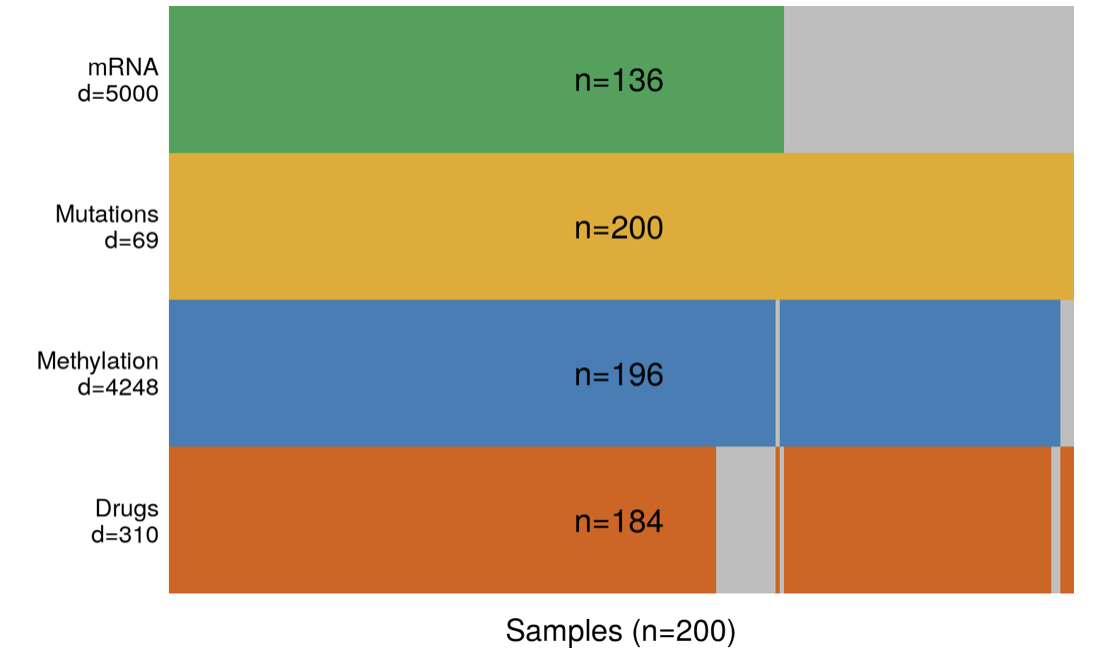 mRNA
d=5000
n=136
Mutations
d=69
n=200
Methylation
d=4248
n=196
Drugs
d=310
n=184
Samples (n=200)